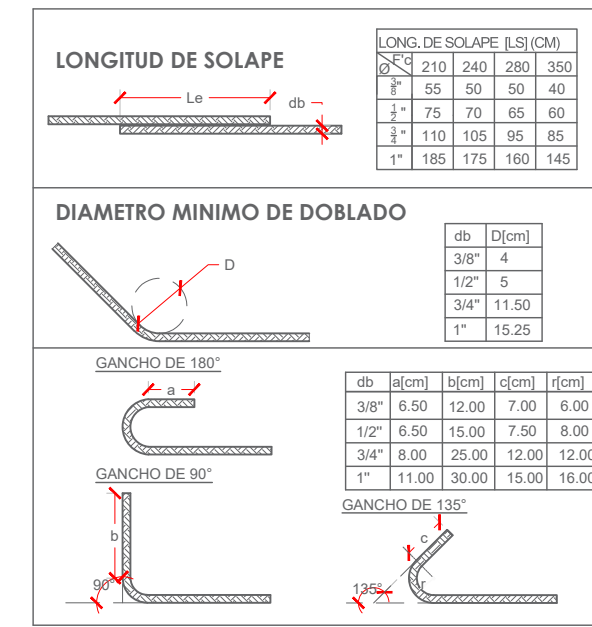 LONGITUD DE SOLAPE
Le
db
LONG. DE SOLAPE [LS] (CM)
Ø F'c 210 240 280 350
3/8" 55 50 50 40
1/2" 75 70 65 60
3/4" 110 105 95 85
1" 185 175 160 145
DIAMETRO MINIMO DE DOBLADO
D
db D[cm]
3/8" 4
1/2" 5
3/4" 11.50
1" 15.25
GANCHO DE 180°
a
db a[cm] b[cm] c[cm] r[cm]
3/8" 6.50 12.00 7.00 6.00
1/2" 6.50 15.00 7.50 8.00
3/4" 8.00 25.00 12.00 12.00
1" 11.00 30.00 15.00 16.00
GANCHO DE 90°
b
90°
GANCHO DE 135°
c
r
135°